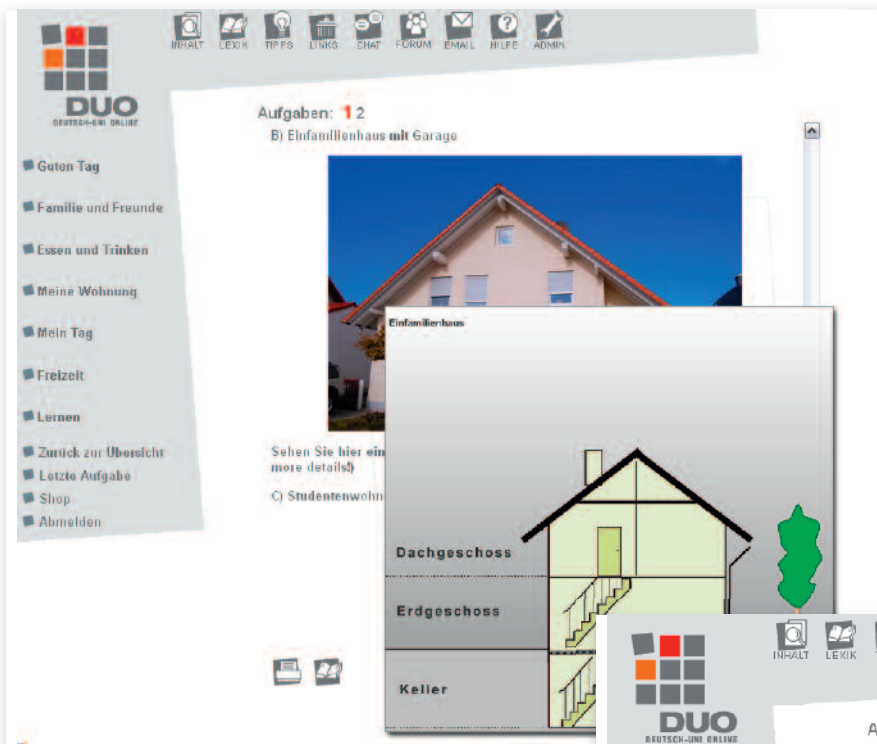 INHALT LEXIK TIPPS LINKS CHAT FORUM EMAIL HILFE ADMIN
DUO
DEUTSCH-UNI ONLINE
Guten Tag
Familie und Freunde
Essen und Trinken
Meine Wohnung
Mein Tag
Freizeit
Lernen
Zurück zur Übersicht
Letzte Aufgabe
Shop
Abmelden
Aufgaben: 1 2
B) Einfamilienhaus mit Garage
Sehen Sie hier ein
more details!)
C) Studentenwohn
Einfamilienhaus
Dachgeschoss
Erdgeschoss
Keller
INHALT LEXIK
DUO
DEUTSCH-UNI ONLINE
A